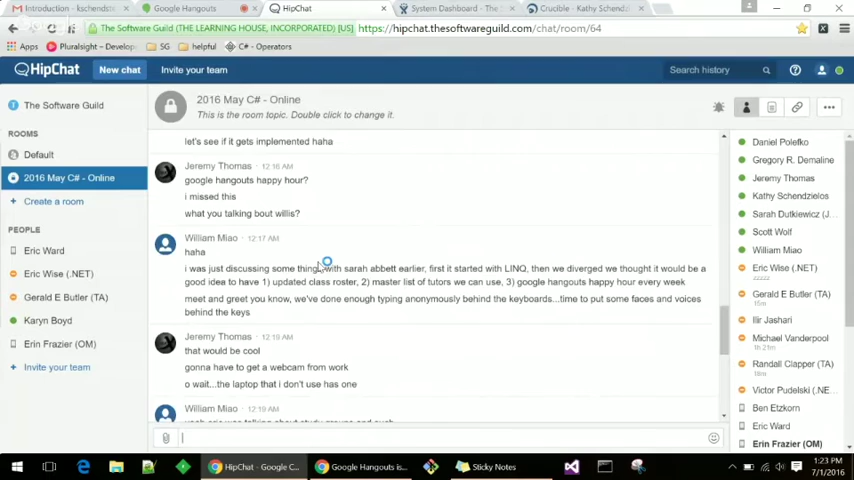 Introduction - kschendst
Google Hangouts
HipChat
System Dashboard - The S
Crucible - Kathy Schendzi
The Software Guild (THE LEARNING HOUSE, INCORPORATED) [US]
https://hipchat.thesoftwareguild.com/chat/room/64
Apps
Pluralsight – Develop
SG
helpful
C# - Operators
HipChat
New chat
Invite your team
Search history
The Software Guild
ROOMS
Default
2016 May C# - Online
Create a room
PEOPLE
Eric Ward
Eric Wise (.NET)
Gerald E Butler (TA)
Karyn Boyd
Erin Frazier (OM)
Invite your team
2016 May C# - Online
This is the room topic. Double click to change it.
let's see if it gets implemented haha
Jeremy Thomas · 12:16 AM
google hangouts happy hour?
i missed this
what you talking bout willis?
William Miao · 12:17 AM
haha
i was just discussing some things with sarah abbett earlier, first it started with LINQ, then we diverged we thought it would be a
good idea to have 1) updated class roster, 2) master list of tutors we can use, 3) google hangouts happy hour every week
meet and greet you know, we've done enough typing anonymously behind the keyboards...time to put some faces and voices
behind the keys
Jeremy Thomas · 12:19 AM
that would be cool
gonna have to get a webcam from work
o wait...the laptop that i don't use has one
William Miao · 12:19 AM
Daniel Polefko
Gregory R. Demaline
Jeremy Thomas
Kathy Schendzielos
Sarah Dutkiewicz (J...
Scott Wolf
William Miao
Eric Wise (.NET)
zzzzz
Gerald E Butler (TA)
15m
Ilir Jashari
Michael Vanderpool
1h 21m
Randall Clapper (TA)
18m
Victor Pudelski (.NE...
Ben Etzkorn
Eric Ward
Erin Frazier (OM)
HipChat - Google C...
Google Hangouts is...
Sticky Notes
1:23 PM
7/1/2016